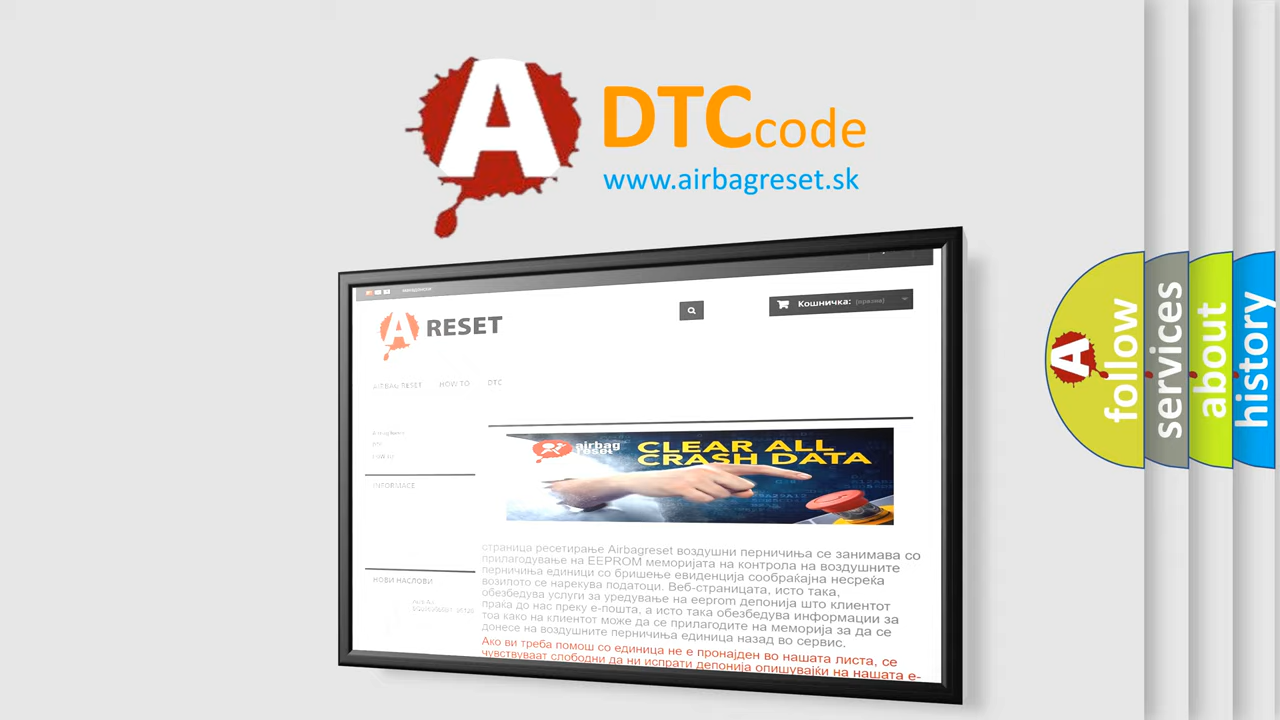 A DTC code
www.airbagreset.sk
A RESET
Кошничка: (празна)
AIRBAG RESET HOW TO DTC
INFORMACE
airbag reset
CLEAR ALL
CRASH DATA
страница ресетирање Airbagreset воздушни перничиња се занимава со
прилагодување на EEPROM меморијата на контрола на воздушните
перничиња единици со бришење евиденција сообраќајна несреќа
возилото се нарекува податоци. Веб-страницата, исто така,
обезбедува услуги за уредување на eeprom депонија што клиентот
праќа до нас преку е-пошта, а исто така обезбедува информации за
тоа како на клиентот може да се прилагодите на меморија за да се
донесе на воздушните перничиња единица назад во сервис.
НОВИ НАСЛОВИ
Ако ви треба помош со единица не е пронајден во нашата листа, се
чувствуваат слободни да ни испрати депонија опишувајќи на нашата е-
A follow
services
about
history